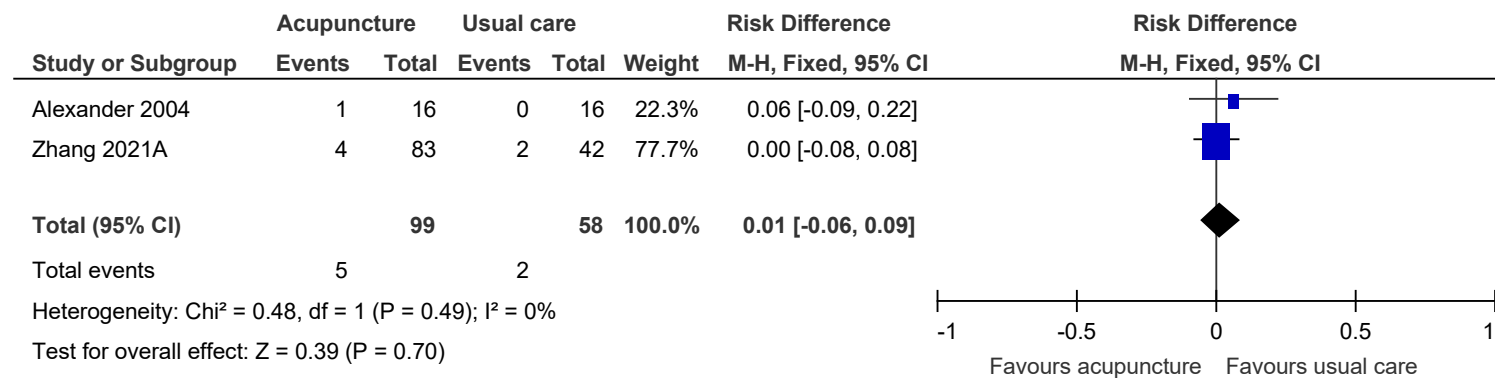 Acupuncture Usual care Risk Difference Risk Difference
Study or Subgroup Events Total Events Total Weight M-H, Fixed, 95% CI M-H, Fixed, 95% CI
Alexander 2004 1 16 0 16 22.3% 0.06 [-0.09, 0.22]
Zhang 2021A 4 83 2 42 77.7% 0.00 [-0.08, 0.08]
Total (95% CI) 99 58 100.0% 0.01 [-0.06, 0.09]
Total events 5 2
Heterogeneity: Chi² = 0.48, df = 1 (P = 0.49); I² = 0%
Test for overall effect: Z = 0.39 (P = 0.70)
-1 -0.5 0 0.5 1
Favours acupuncture Favours usual care